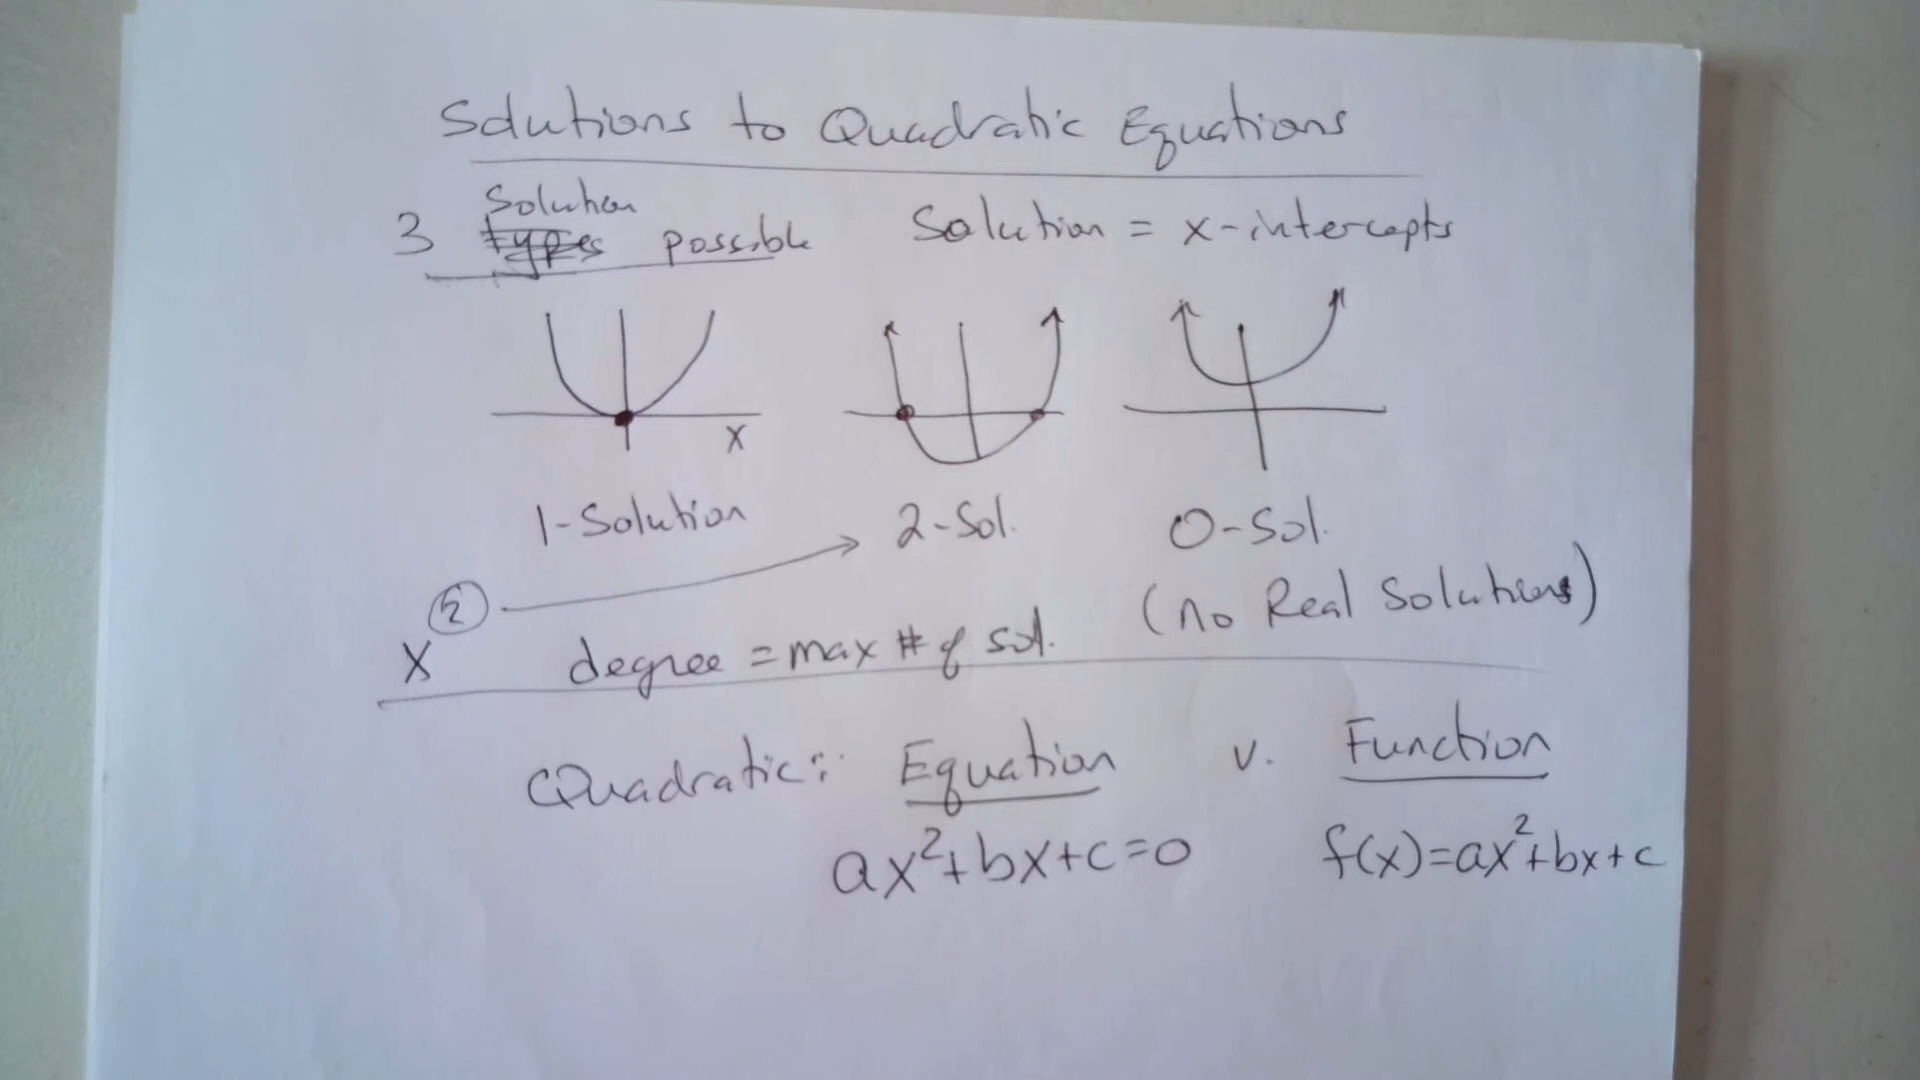 Solutions to Quadratic Equations
3 Solution types possible
Solution = x-intercepts
x
1-Solution
2-Sol.
0-Sol.
(no Real Solutions)
x²
degree = max # of sol.
Quadratic: Equation v. Function
ax²+bx+c=0
f(x)=ax²+bx+c